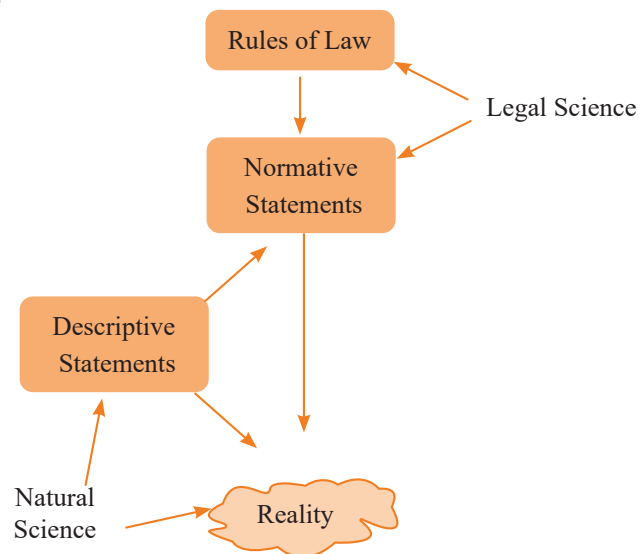 Rules of Law
Legal Science
Normative
Statements
Descriptive
Statements
Natural
Science
Reality